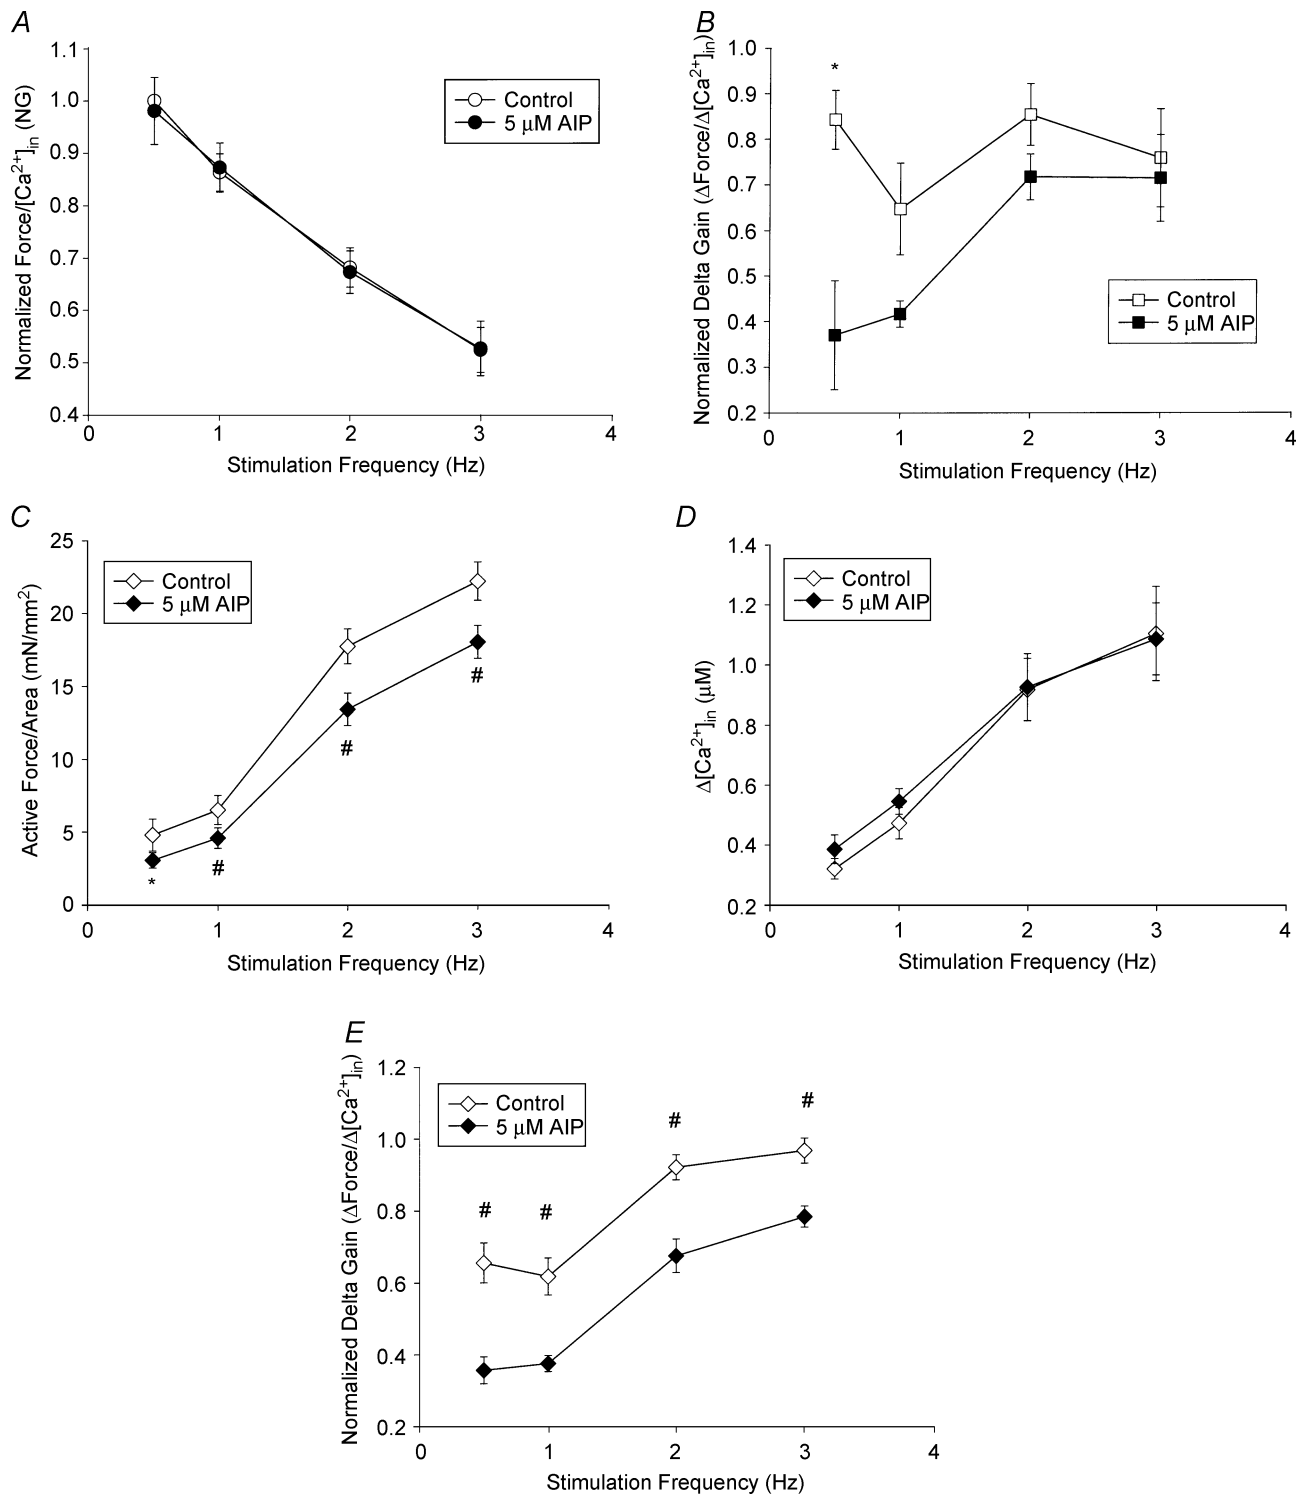 A
Normalized Force/[Ca2+]in (NG)
1.1
1.0
0.9
0.8
0.7
0.6
0.5
0.4
Control
5 μM AIP
0 1 2 3 4
Stimulation Frequency (Hz)
B
Normalized Delta Gain (ΔForce/Δ[Ca2+]in)
1.0
0.9
0.8
0.7
0.6
0.5
0.4
0.3
0.2
*
Control
5 μM AIP
0 1 2 3 4
Stimulation Frequency (Hz)
C
Active Force/Area (mN/mm2)
25
20
15
10
5
0
Control
5 μM AIP
#
#
#
*
0 1 2 3 4
Stimulation Frequency (Hz)
D
Δ[Ca2+]in (μM)
1.4
1.2
1.0
0.8
0.6
0.4
0.2
Control
5 μM AIP
0 1 2 3 4
Stimulation Frequency (Hz)
E
Normalized Delta Gain (ΔForce/Δ[Ca2+]in)
1.2
1.0
0.8
0.6
0.4
0.2
Control
5 μM AIP
# # # #
0 1 2 3 4
Stimulation Frequency (Hz)